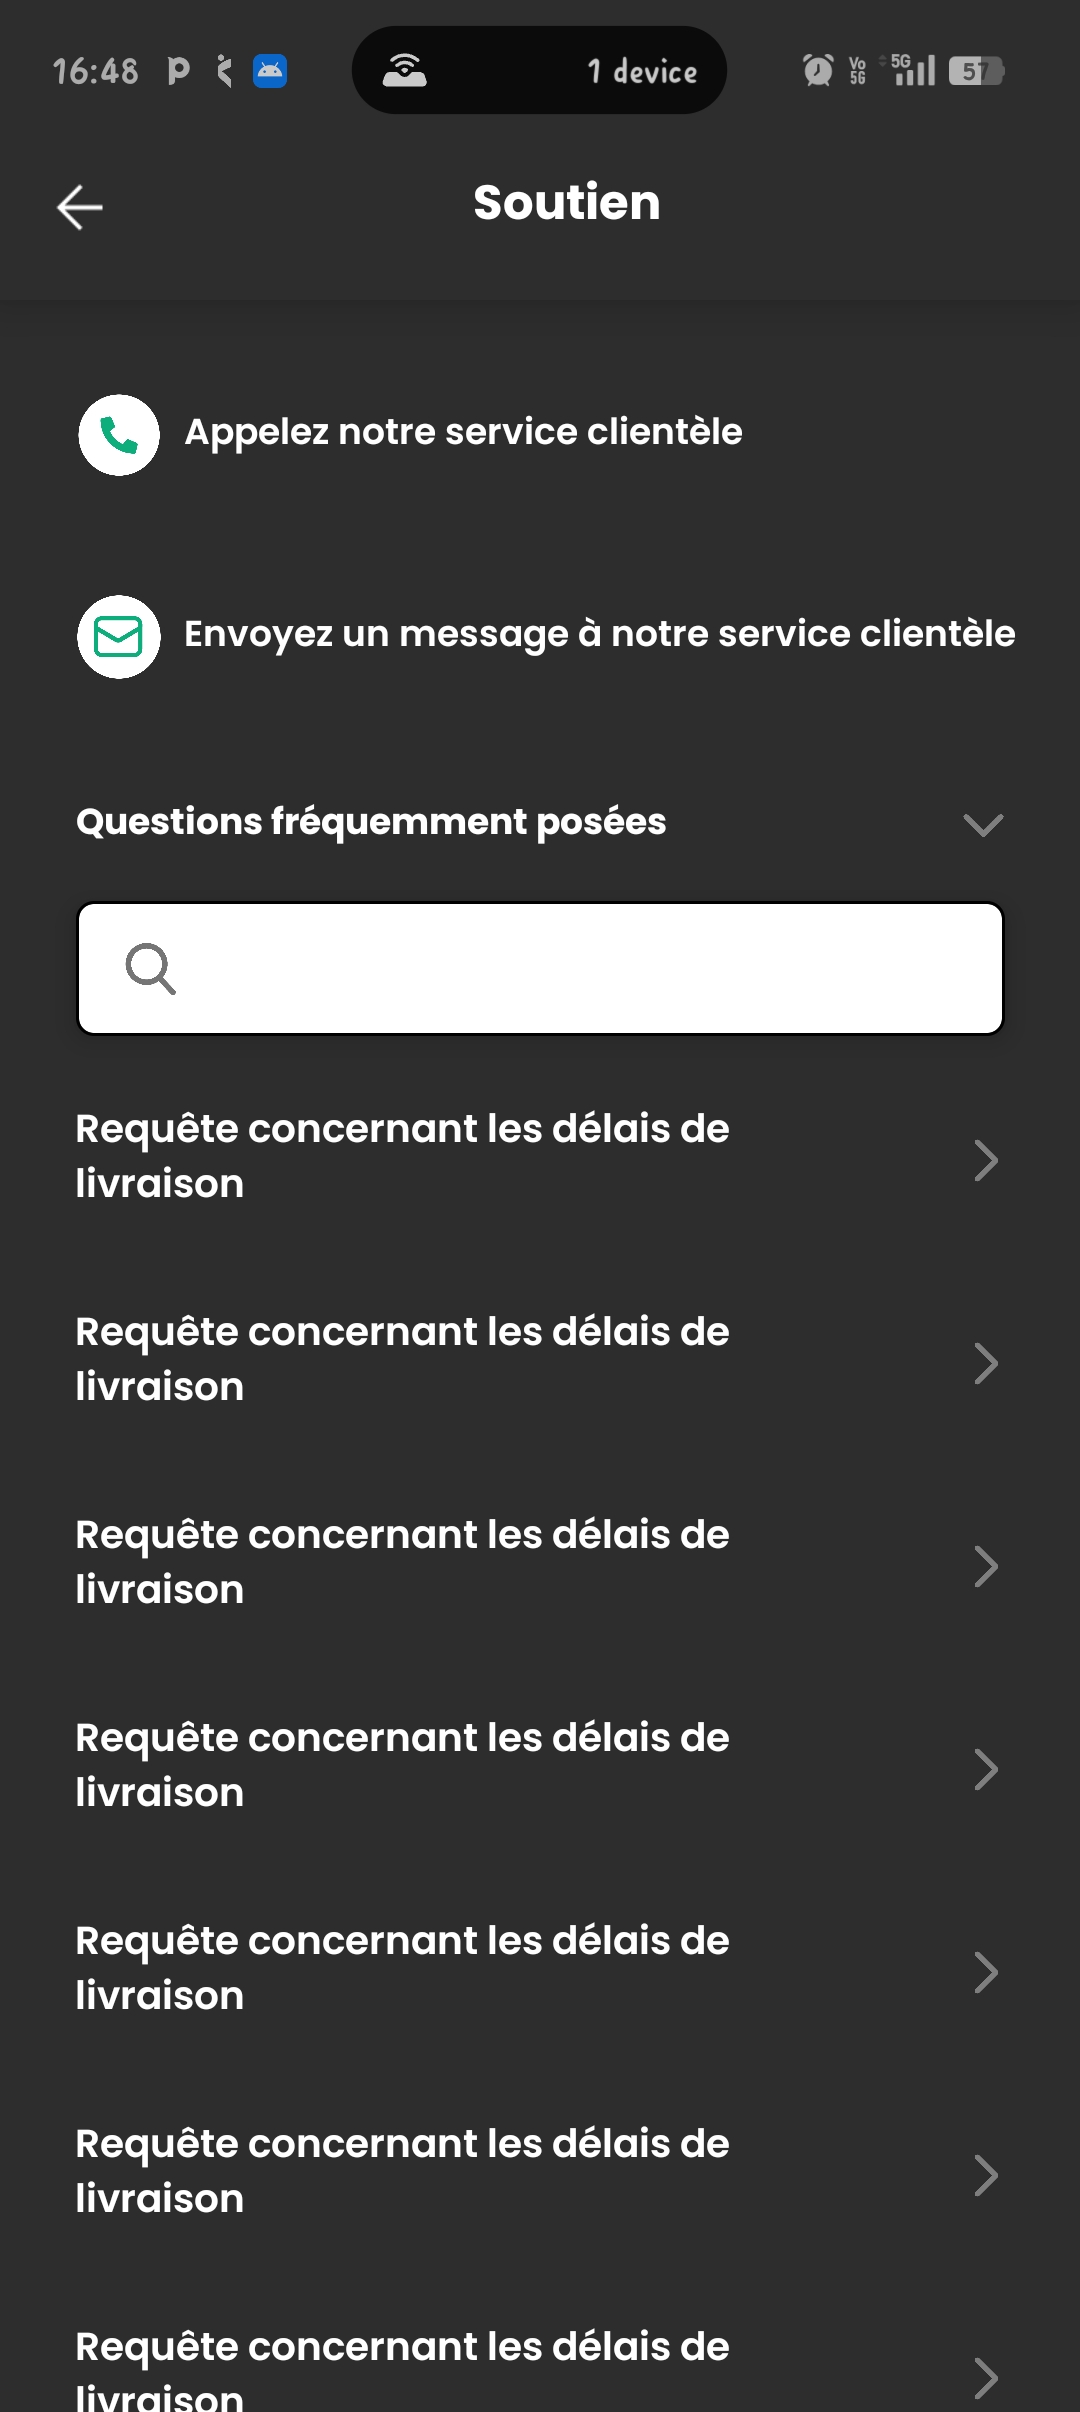 16:48
1 device
Vo
5G
5G
57
Soutien
Appelez notre service clientèle
Envoyez un message à notre service clientèle
Questions fréquemment posées
Requête concernant les délais de
livraison
Requête concernant les délais de
livraison
Requête concernant les délais de
livraison
Requête concernant les délais de
livraison
Requête concernant les délais de
livraison
Requête concernant les délais de
livraison
Requête concernant les délais de
livraison